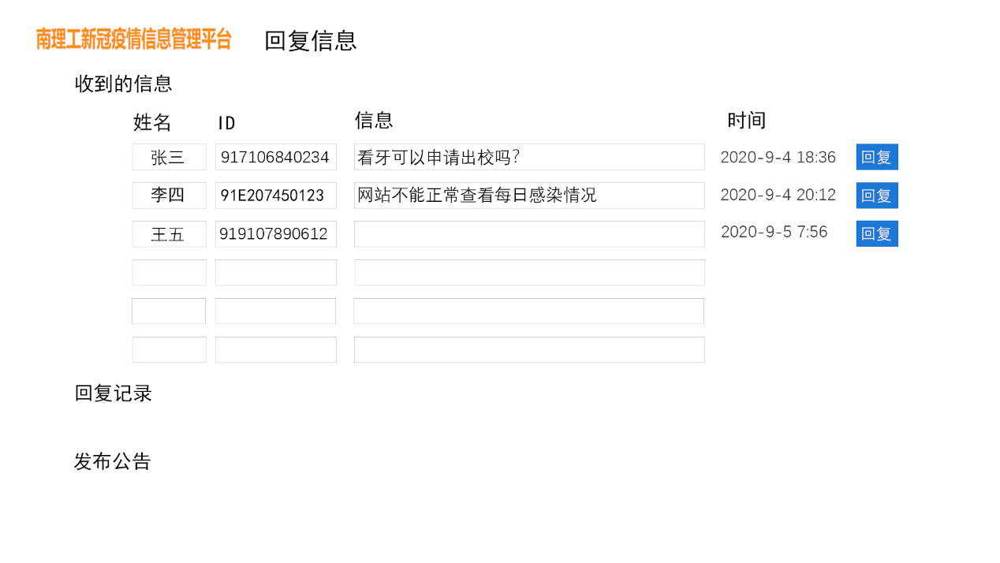 南理工新冠疫情信息管理平台 回复信息
收到的信息
姓名 ID 信息 时间
张三 917106840234 看牙可以申请出校吗? 2020-9-4 18:36 回复
李四 91E207450123 网站不能正常查看每日感染情况 2020-9-4 20:12 回复
王五 919107890612 2020-9-5 7:56 回复
回复记录
发布公告